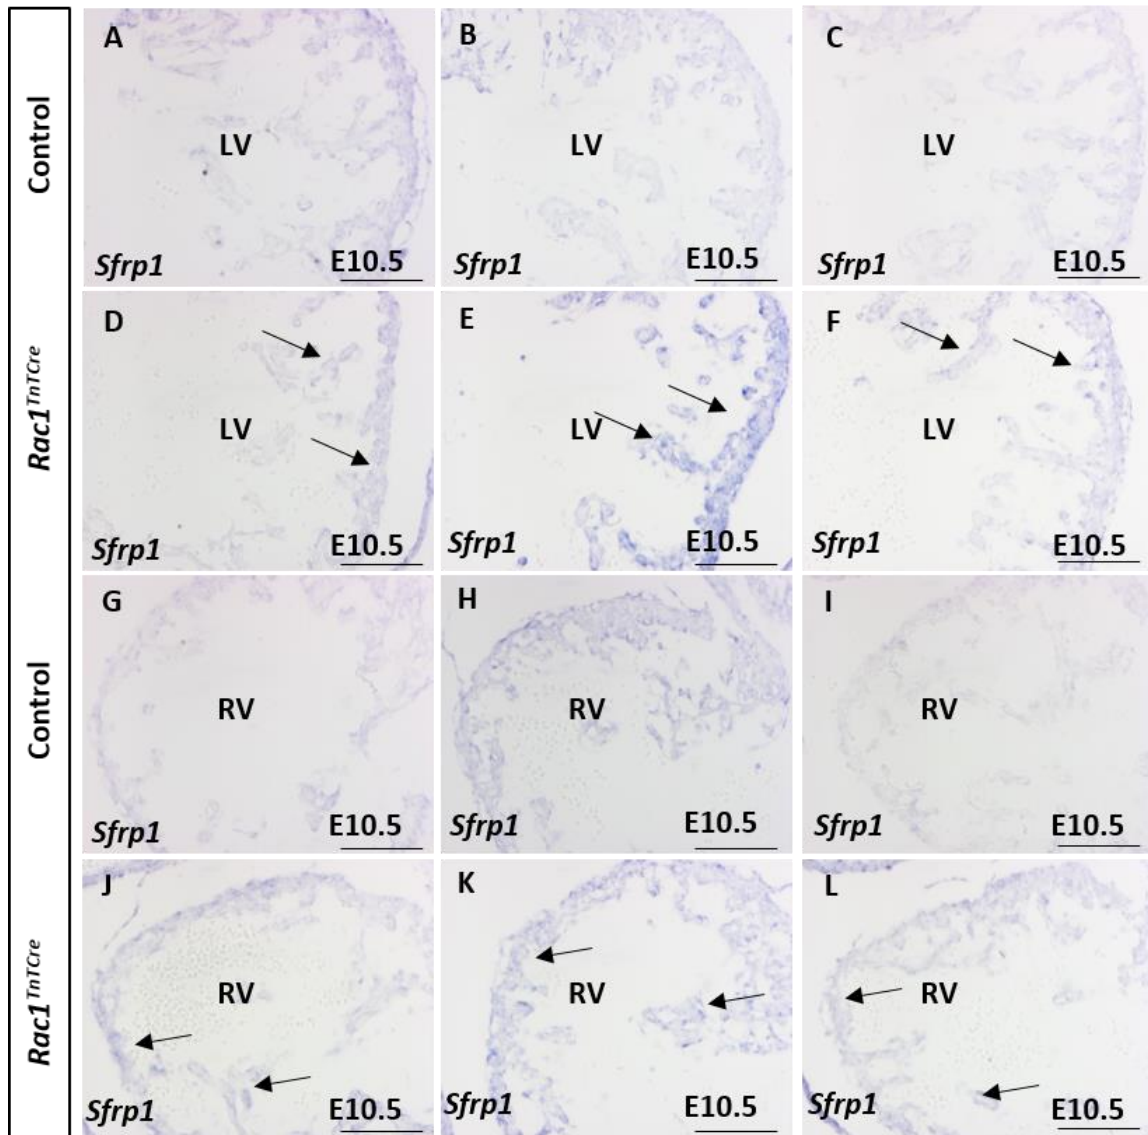 Control
A
LV
Sfrp1
E10.5
B
LV
Sfrp1
E10.5
C
LV
Sfrp1
E10.5
Rac1TnTCre
D
LV
Sfrp1
E10.5
E
LV
Sfrp1
E10.5
F
LV
Sfrp1
E10.5
Control
G
RV
Sfrp1
E10.5
H
RV
Sfrp1
E10.5
I
RV
Sfrp1
E10.5
Rac1TnTCre
J
RV
Sfrp1
E10.5
K
RV
Sfrp1
E10.5
L
RV
Sfrp1
E10.5